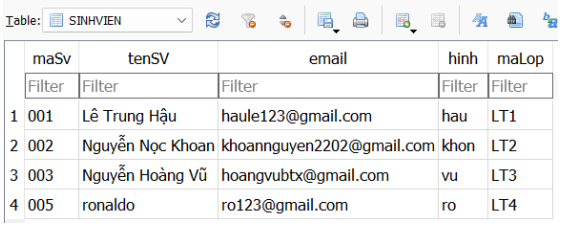 Table: SINHVIEN
maSv tenSV email hinh maLop
Filter Filter Filter Filter Filter
1 001 Lê Trung Hậu haule123@gmail.com hau LT1
2 002 Nguyễn Nọc Khoan khoannguyen2202@gmail.com khon LT2
3 003 Nguyễn Hoàng Vũ hoangvubtx@gmail.com vu LT3
4 005 ronaldo ro123@gmail.com ro LT4